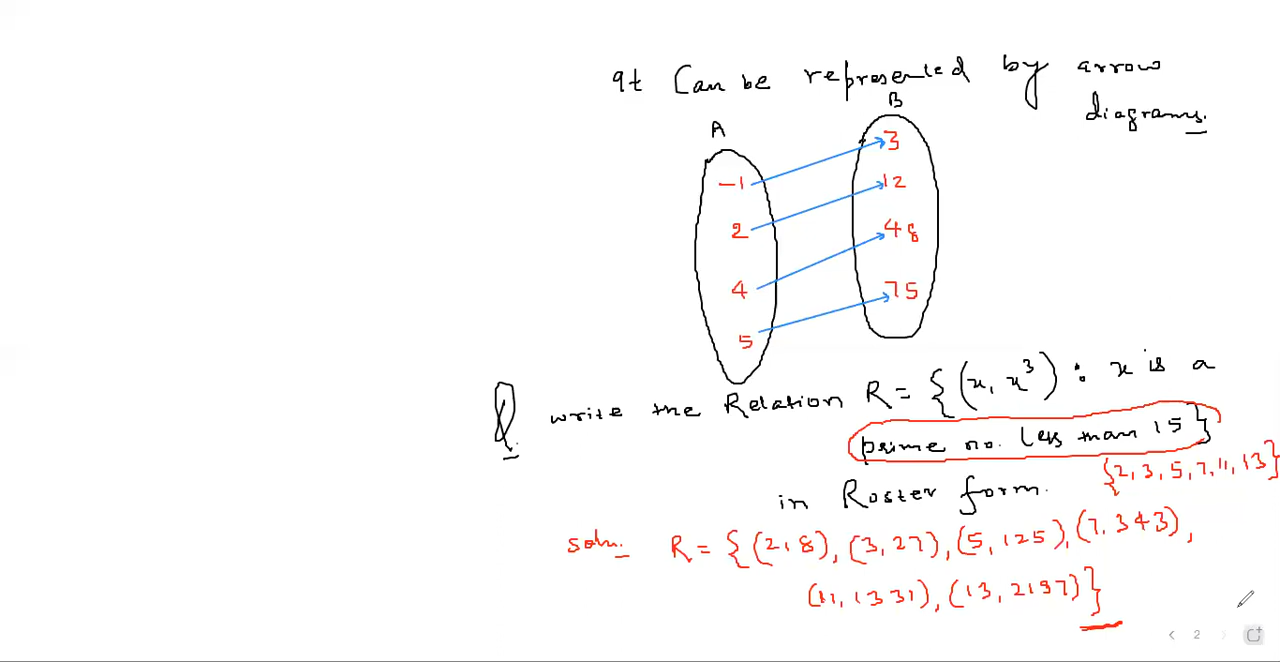 It Can be represented by arrow
diagrams.
A
B
-1
2
4
5
3
12
48
75
Q. write the Relation R = {(x, x³) : x is a
prime no. less than 15}
{2, 3, 5, 7, 11, 13}
in Roster form.
soln. R = {(2, 8), (3, 27), (5, 125), (7, 343),
(11, 1331), (13, 2197)}
2